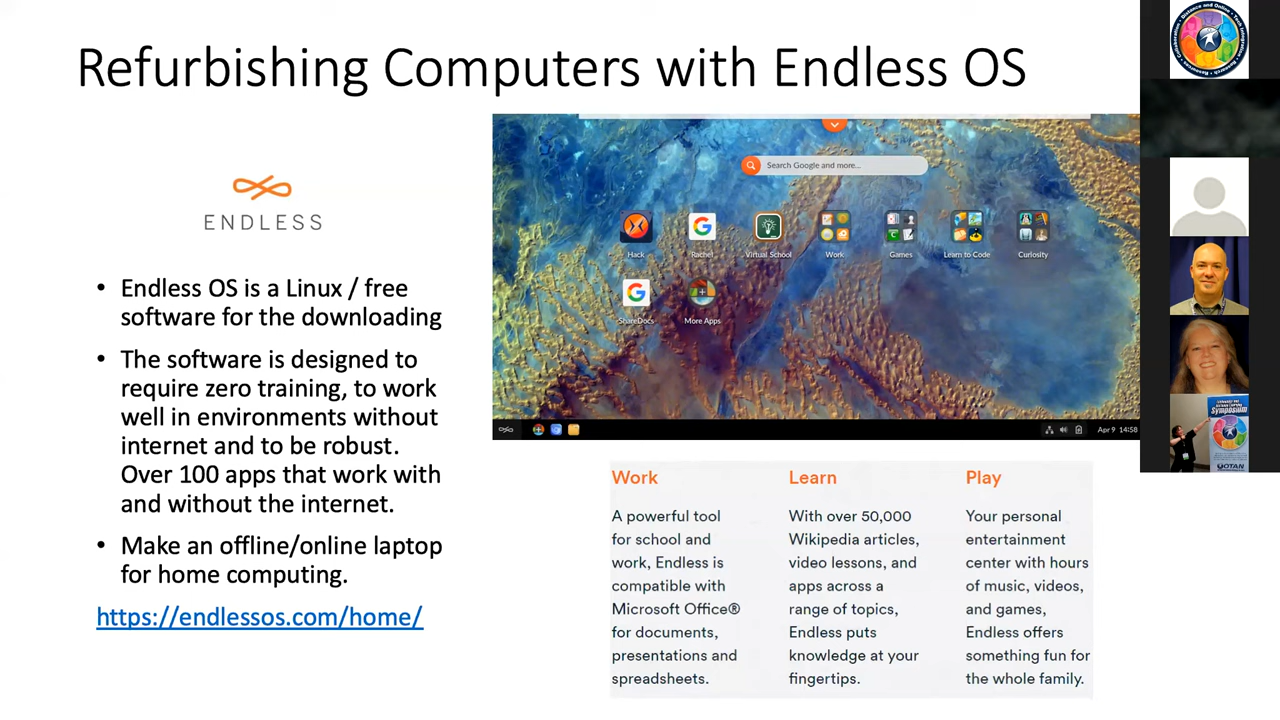 Refurbishing Computers with Endless OS
ENDLESS
• Endless OS is a Linux / free
software for the downloading
• The software is designed to
require zero training, to work
well in environments without
internet and to be robust.
Over 100 apps that work with
and without the internet.
• Make an offline/online laptop
for home computing.
https://endlessos.com/home/
Search Google and more...
Hack
Rachel
Virtual School
Work
Games
Learn to Code
Curiosity
ShareDocs
More Apps
Apr 9 14:58
Work
A powerful tool
for school and
work, Endless is
compatible with
Microsoft Office®
for documents,
presentations and
spreadsheets.
Learn
With over 50,000
Wikipedia articles,
video lessons, and
apps across a
range of topics,
Endless puts
knowledge at your
fingertips.
Play
Your personal
entertainment
center with hours
of music, videos,
and games,
Endless offers
something fun for
the whole family.
Symposium
OTAN